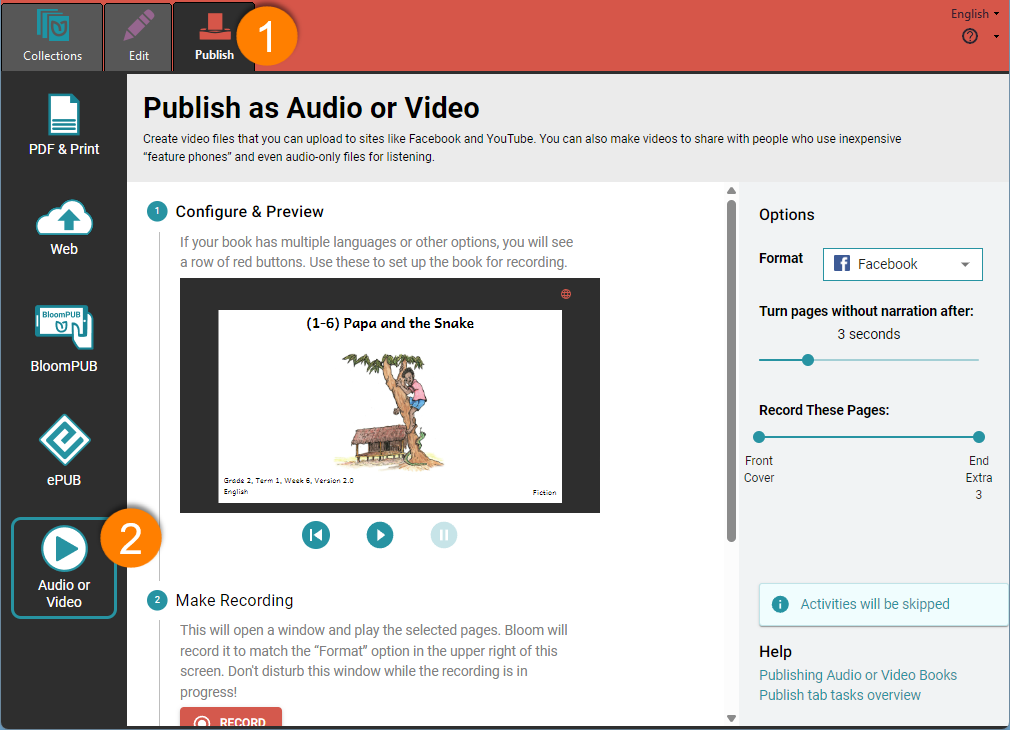 English
Collections
Edit
Publish
1
PDF & Print
Web
BloomPUB
BloomPUB
ePUB
2
Audio or
Video
Publish as Audio or Video
Create video files that you can upload to sites like Facebook and YouTube. You can also make videos to share with people who use inexpensive
“feature phones” and even audio-only files for listening.
1 Configure & Preview
If your book has multiple languages or other options, you will see
a row of red buttons. Use these to set up the book for recording.
(1-6) Papa and the Snake
Grade 2, Term 1, Week 6, Version 2.0
English
Fiction
2 Make Recording
This will open a window and play the selected pages. Bloom will
record it to match the “Format” option in the upper right of this
screen. Don't disturb this window while the recording is in
progress!
RECORD
Options
Format
Facebook
Turn pages without narration after:
3 seconds
Record These Pages:
Front
Cover
End
Extra
3
Activities will be skipped
Help
Publishing Audio or Video Books
Publish tab tasks overview